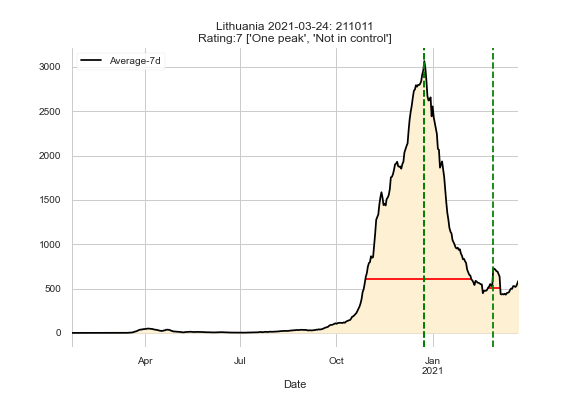 Lithuania 2021-03-24: 211011
Rating:7 ['One peak', 'Not in control']
Average-7d
3000
2500
2000
1500
1000
500
0
Apr
Jul
Oct
Jan
2021
Date